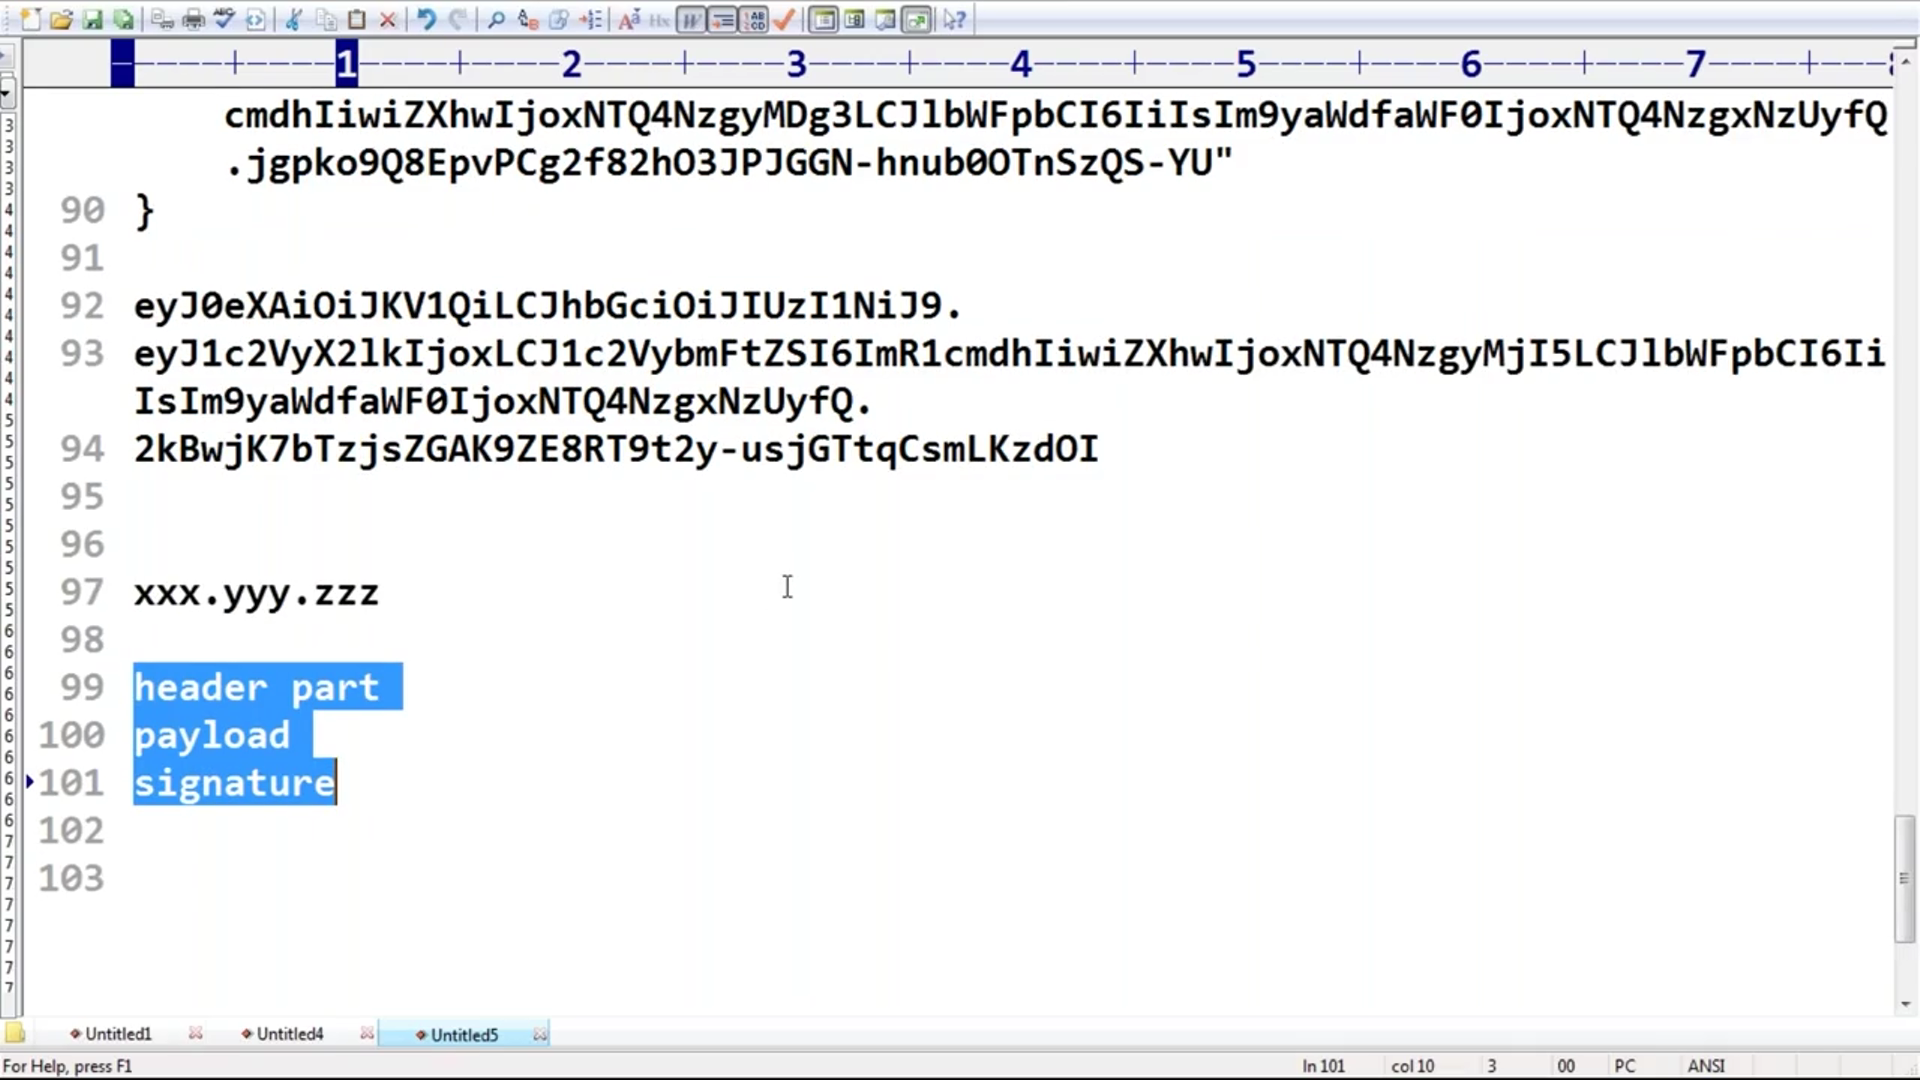 1 2 3 4 5 6 7
cmdhIiwiZXhwIjoxNTQ4NzgyMDg3LCJlbWFpbCI6IiIsIm9yaWdfaWF0IjoxNTQ4NzgxNzUyfQ
.jgpko9Q8EpvPCg2f82hO3JPJGGN-hnub0OTnSzQS-YU"
90 }
91
92 eyJ0eXAiOiJKV1QiLCJhbGciOiJIUzI1NiJ9.
93 eyJ1c2VyX2lkIjoxLCJ1c2VybmFtZSI6ImR1cmdhIiwiZXhwIjoxNTQ4NzgyMjI5LCJlbWFpbCI6Ii
IsIm9yaWdfaWF0IjoxNTQ4NzgxNzUyfQ.
94 2kBwjK7bTzjsZGAK9ZE8RT9t2y-usjGTtqCsmLKzdOI
95
96
97 xxx.yyy.zzz
98
99 header part
100 payload
101 signature
102
103
Untitled1 Untitled4 Untitled5
For Help, press F1 ln 101 col 10 3 00 PC ANSI